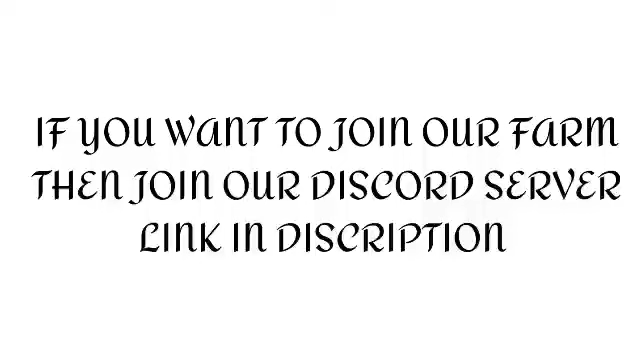 IF YOU WANT TO JOIN OUR FARM
THEN JOIN OUR DISCORD SERVER
LINK IN DISCRIPTION